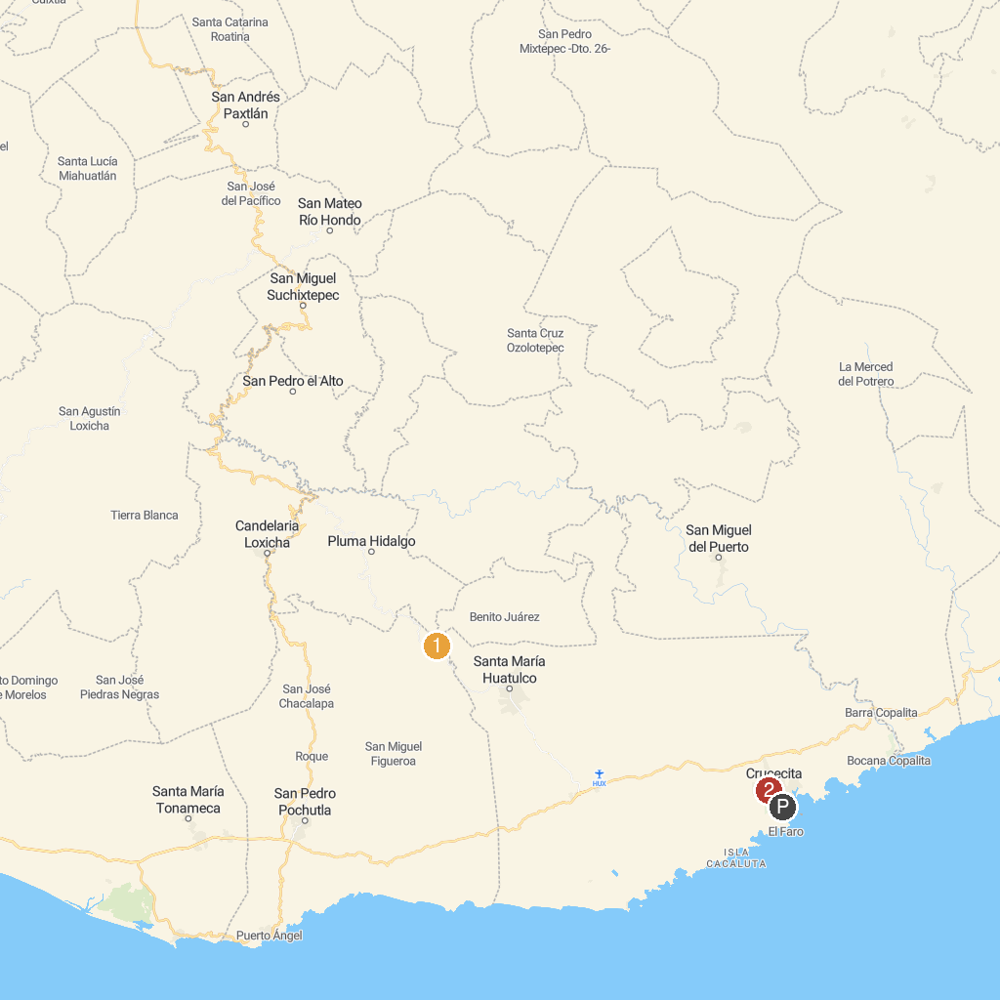 Santa Catarina
Roatina
San Pedro
Mixtepec -Dto. 26-
San Andrés
Paxtlán
el
Santa Lucía
Miahuatlán
San José
del Pacífico
San Mateo
Río Hondo
San Miguel
Suchixtepec
Santa Cruz
Ozolotepec
La Merced
del Potrero
San Pedro el Alto
San Agustín
Loxicha
Tierra Blanca
Candelaria
Loxicha
Pluma Hidalgo
San Miguel
del Puerto
Benito Juárez
1
Santa María
Huatulco
to Domingo
e Morelos
San José
Piedras Negras
San José
Chacalapa
Barra Copalita
San Miguel
Figueroa
Roque
Bocana Copalita
HUX
Crucecita
2
P
Santa María
Tonameca
San Pedro
Pochutla
El Faro
ISLA
CACALUTA
Puerto Ángel